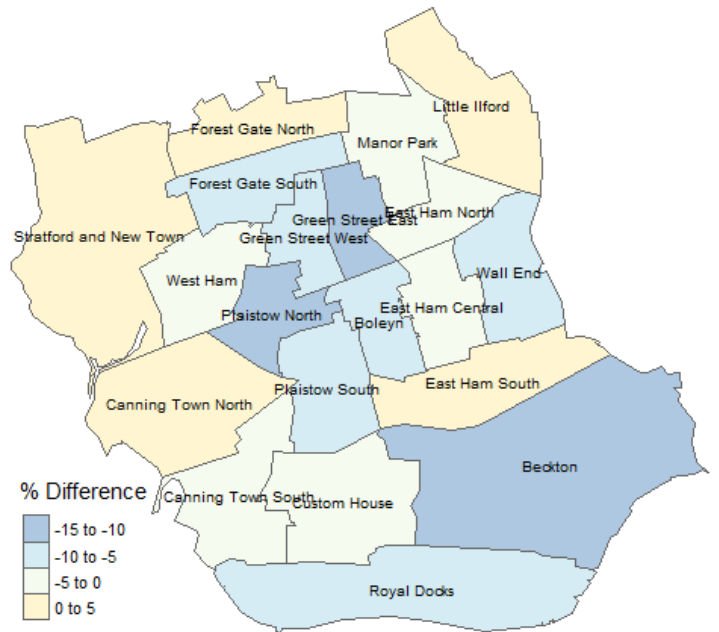 Little Ilford
Forest Gate North
Manor Park
Forest Gate South
East Ham North
Green Street East
Stratford and New Town
Green Street West
West Ham
Wall End
East Ham Central
Plaistow North
Boleyn
East Ham South
Plaistow South
Canning Town North
Beckton
% Difference
Canning Town South
Custom House
-15 to -10
-10 to -5
-5 to 0
Royal Docks
0 to 5